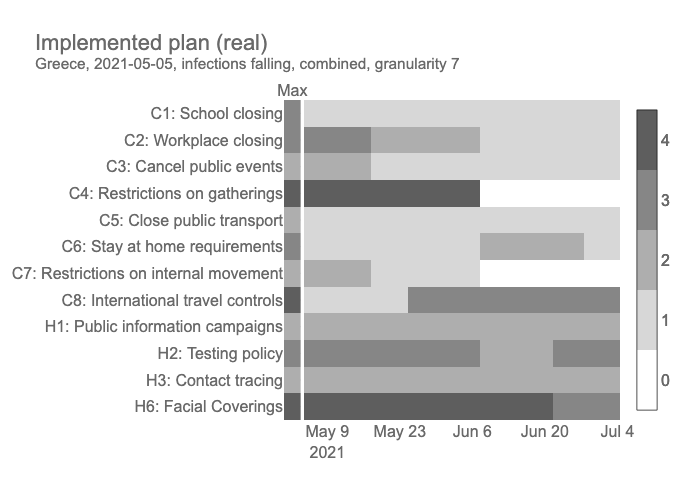 Implemented plan (real)
Greece, 2021-05-05, infections falling, combined, granularity 7
Max
C1: School closing
C2: Workplace closing
C3: Cancel public events
C4: Restrictions on gatherings
C5: Close public transport
C6: Stay at home requirements
C7: Restrictions on internal movement
C8: International travel controls
H1: Public information campaigns
H2: Testing policy
H3: Contact tracing
H6: Facial Coverings
4
3
2
1
0
May 9 May 23 Jun 6 Jun 20 Jul 4
2021